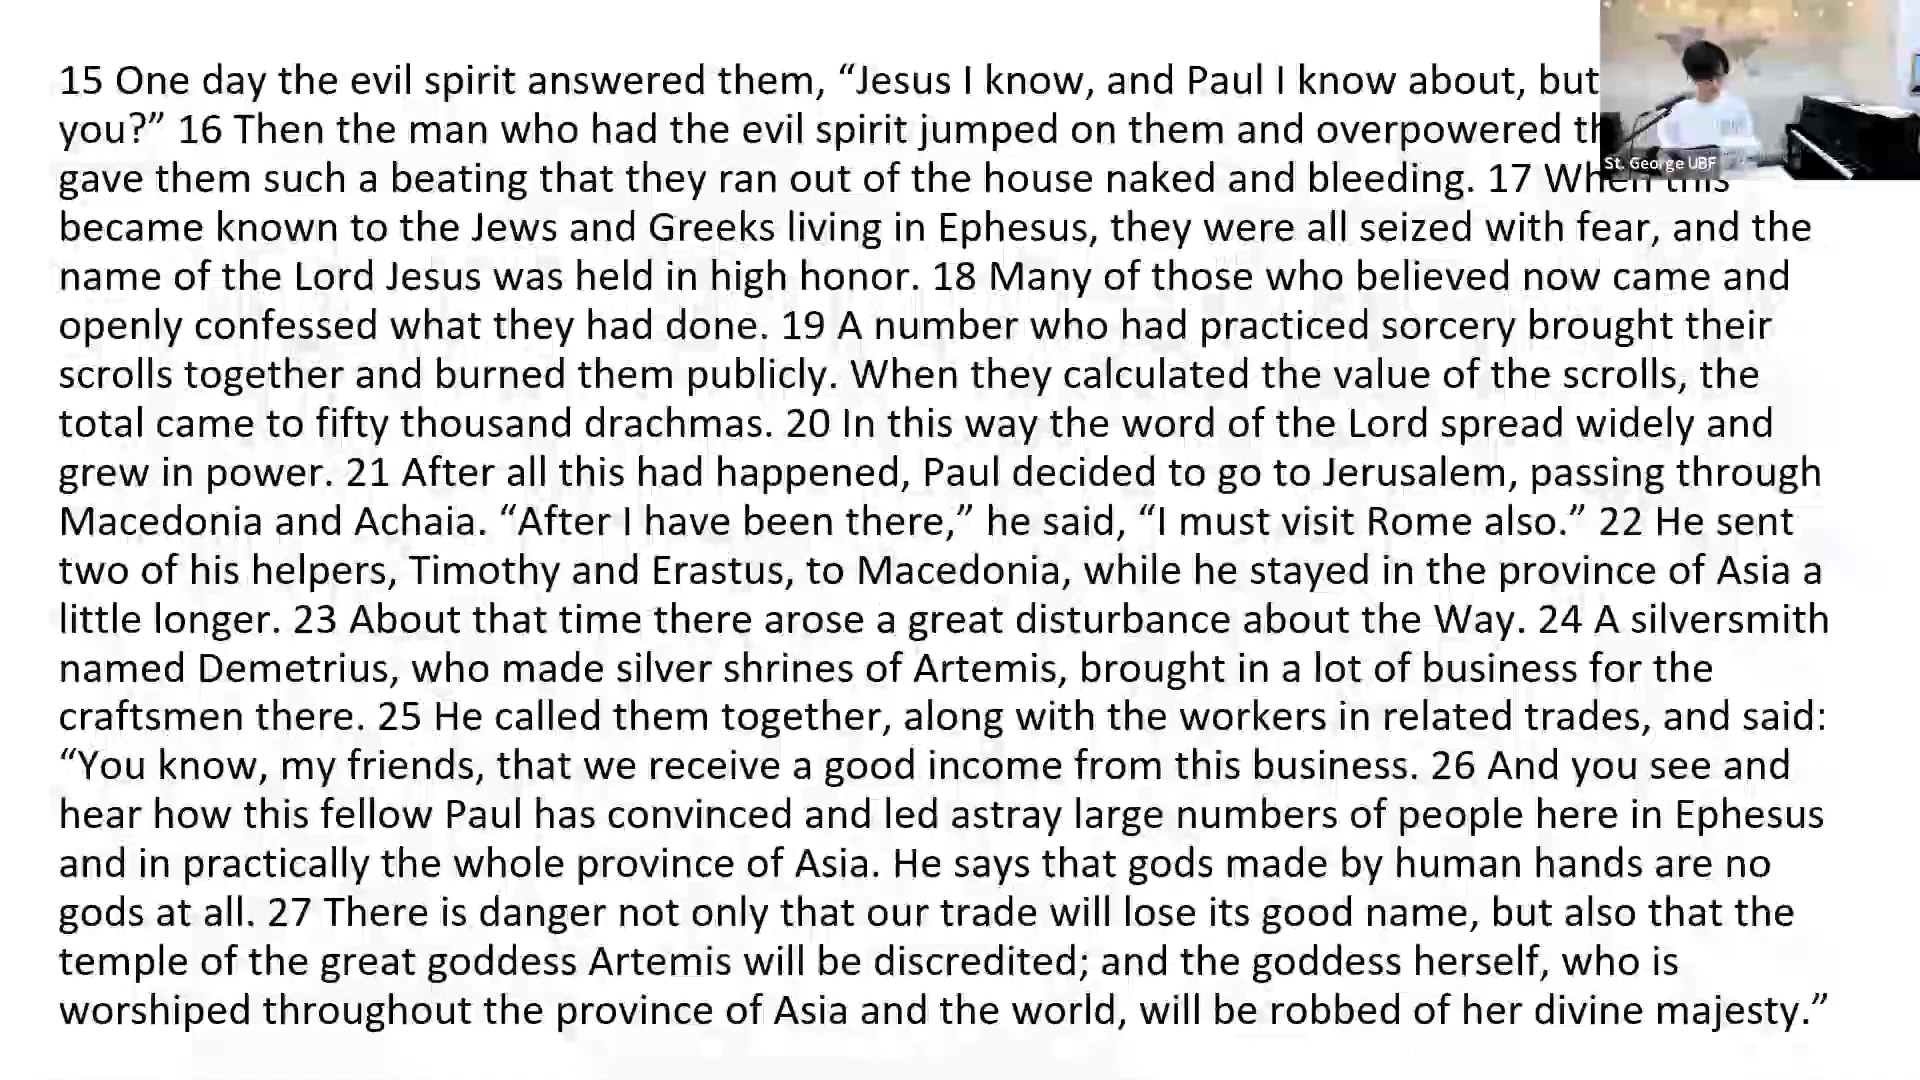 15 One day the evil spirit answered them, “Jesus I know, and Paul I know about, but
you?” 16 Then the man who had the evil spirit jumped on them and overpowered
gave them such a beating that they ran out of the house naked and bleeding. 17 When this
became known to the Jews and Greeks living in Ephesus, they were all seized with fear, and the
name of the Lord Jesus was held in high honor. 18 Many of those who believed now came and
openly confessed what they had done. 19 A number who had practiced sorcery brought their
scrolls together and burned them publicly. When they calculated the value of the scrolls, the
total came to fifty thousand drachmas. 20 In this way the word of the Lord spread widely and
grew in power. 21 After all this had happened, Paul decided to go to Jerusalem, passing through
Macedonia and Achaia. “After I have been there,” he said, “I must visit Rome also.” 22 He sent
two of his helpers, Timothy and Erastus, to Macedonia, while he stayed in the province of Asia a
little longer. 23 About that time there arose a great disturbance about the Way. 24 A silversmith
named Demetrius, who made silver shrines of Artemis, brought in a lot of business for the
craftsmen there. 25 He called them together, along with the workers in related trades, and said:
“You know, my friends, that we receive a good income from this business. 26 And you see and
hear how this fellow Paul has convinced and led astray large numbers of people here in Ephesus
and in practically the whole province of Asia. He says that gods made by human hands are no
gods at all. 27 There is danger not only that our trade will lose its good name, but also that the
temple of the great goddess Artemis will be discredited; and the goddess herself, who is
worshiped throughout the province of Asia and the world, will be robbed of her divine majesty.”
St. George UBF